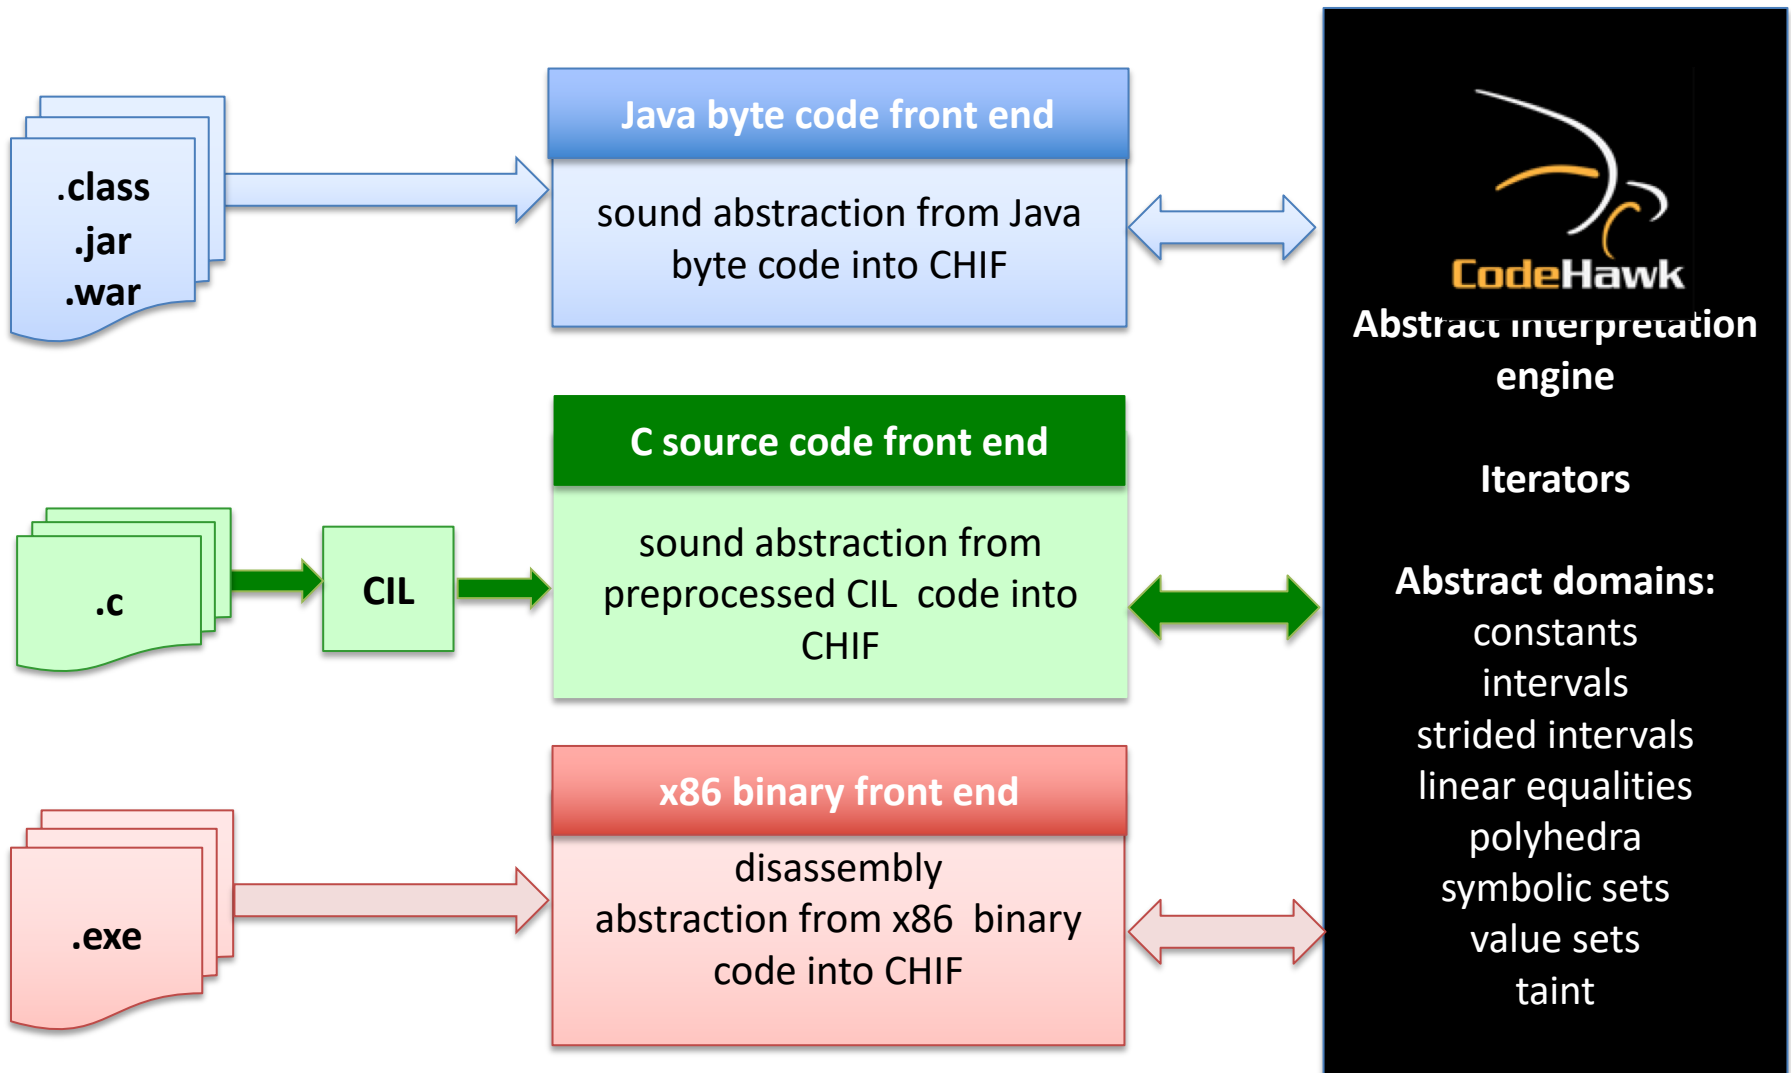 .class
.jar
.war
Java byte code front end
sound abstraction from Java
byte code into CHIF
.c
CIL
C source code front end
sound abstraction from
preprocessed CIL code into
CHIF
.exe
x86 binary front end
disassembly
abstraction from x86 binary
code into CHIF
CodeHawk
Abstract interpretation
engine
Iterators
Abstract domains:
constants
intervals
strided intervals
linear equalities
polyhedra
symbolic sets
value sets
taint